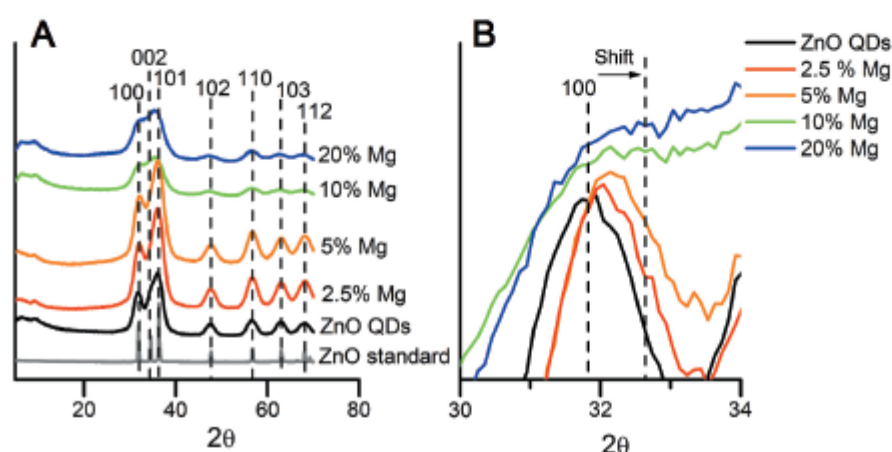 A
002
100
101
102
110
103
112
20% Mg
10% Mg
5% Mg
2.5% Mg
ZnO QDs
ZnO standard
20
40
60
80
2θ
B
Shift
100
30
32
34
2θ
ZnO QDs
2.5 % Mg
5% Mg
10% Mg
20% Mg